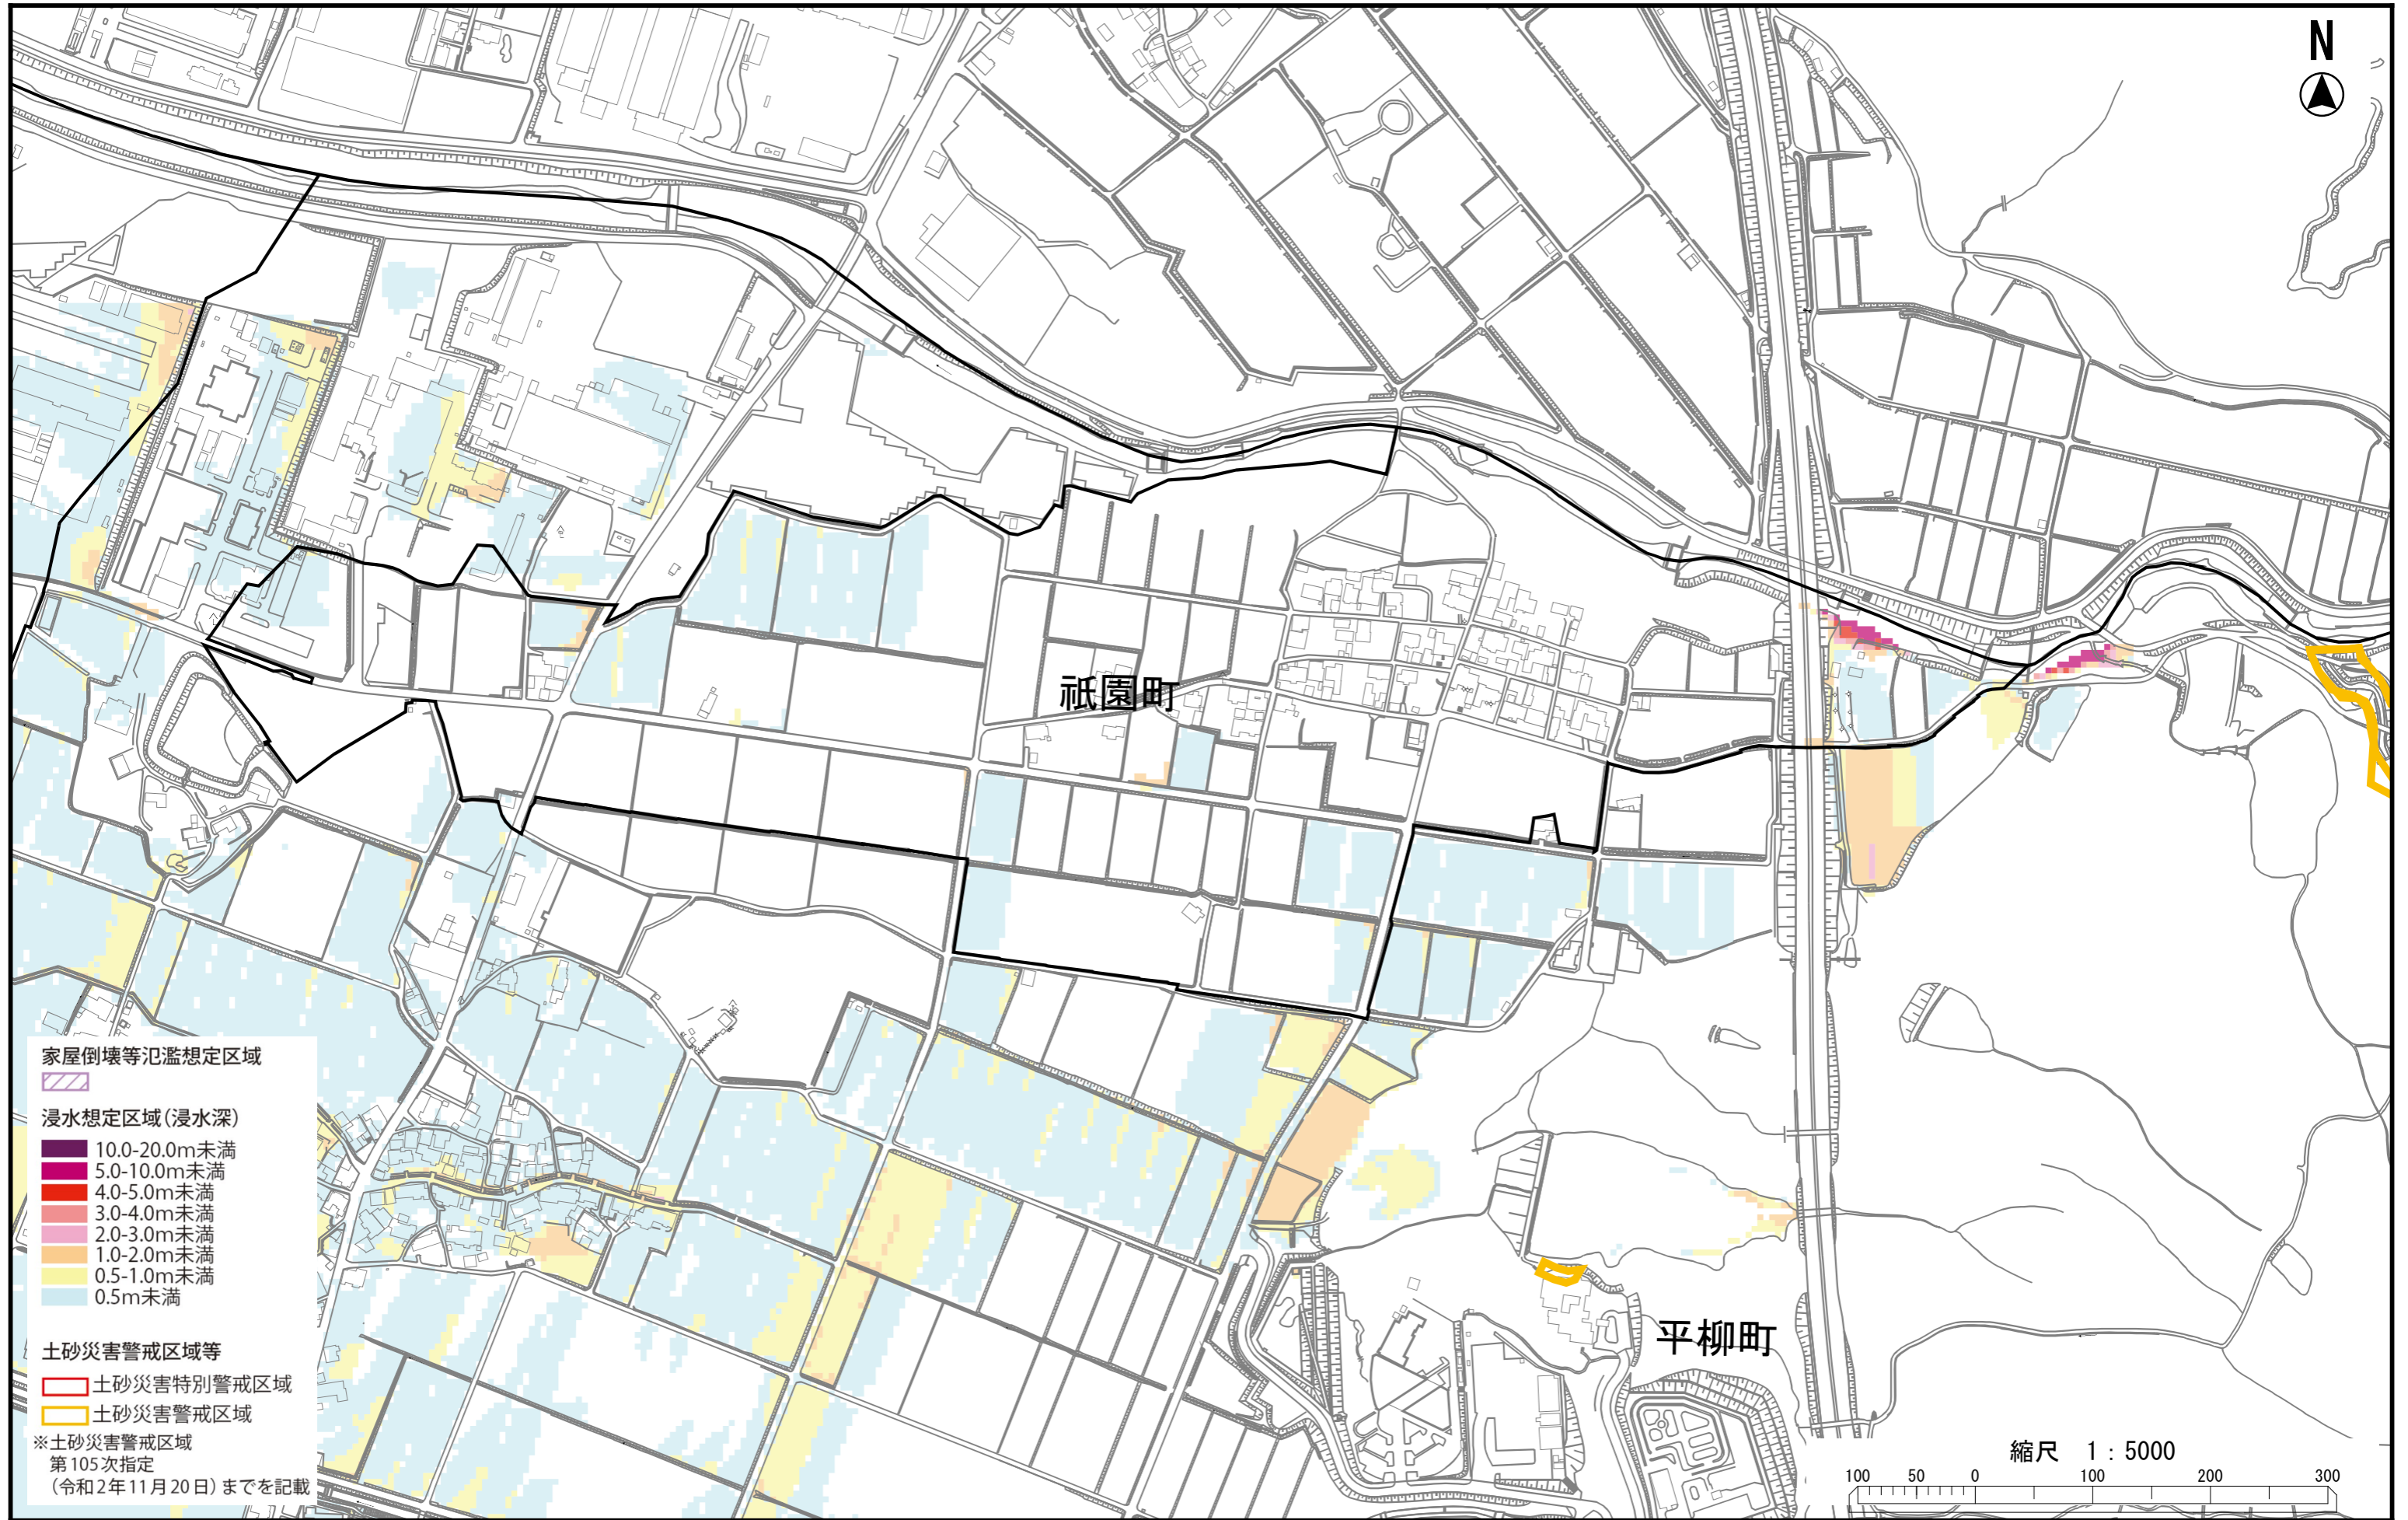 N
祇園町
家屋倒壊等氾濫想定区域
浸水想定区域(浸水深)
10.0-20.0m未満
5.0-10.0m未満
4.0-5.0m未満
3.0-4.0m未満
2.0-3.0m未満
1.0-2.0m未満
0.5-1.0m未満
0.5m未満
土砂災害警戒区域等
土砂災害特別警戒区域
土砂災害警戒区域
※土砂災害警戒区域
第105次指定
(令和2年11月20日)までを記載
平柳町
縮尺 1:5000
100 50 0 100 200 300